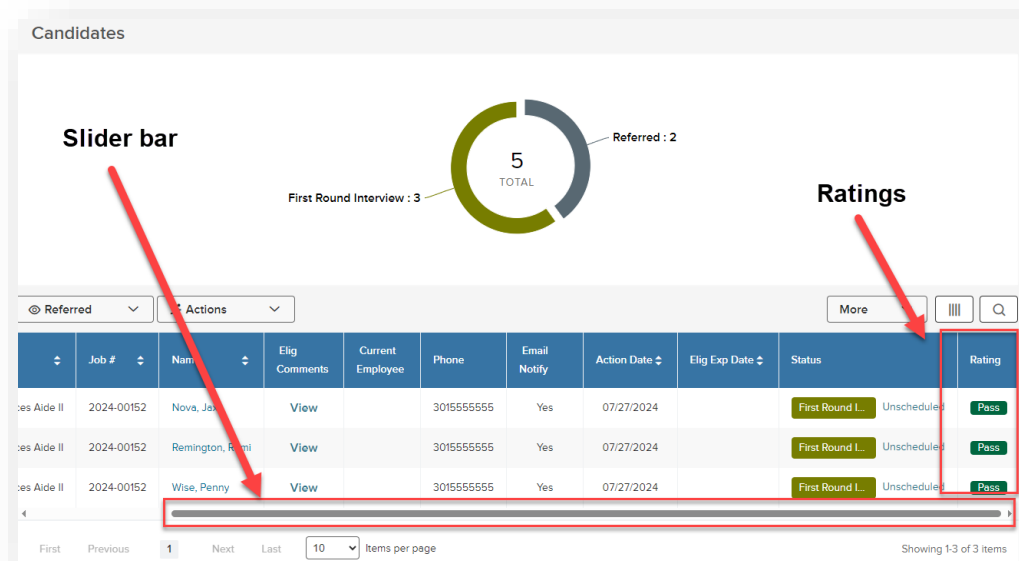 Candidates
Slider bar
Referred : 2
5
TOTAL
First Round Interview : 3
Ratings
Referred
Actions
More
Job #
Elig Comments
Current Employee
Phone
Email Notify
Action Date
Elig Exp Date
Status
Rating
Aide II 2024-00152 Nova, View 3015555555 Yes 07/27/2024 First Round I... Unscheduled Pass
Aide II 2024-00152 Remington, View 3015555555 Yes 07/27/2024 First Round I... Unscheduled Pass
Aide II 2024-00152 Wise, Penny View 3015555555 Yes 07/27/2024 First Round I... Unscheduled Pass
First Previous 1 Next Last 10 Items per page Showing 1-3 of 3 items